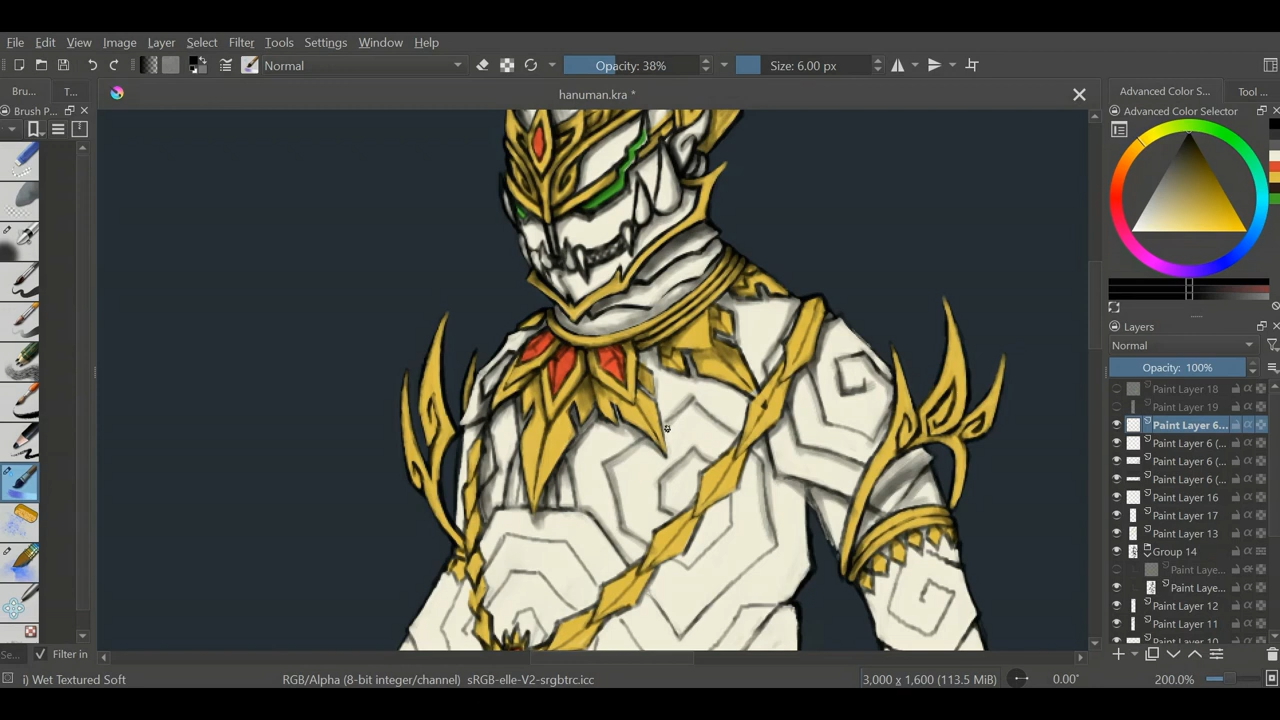 File Edit View Image Layer Select Filter Tools Settings Window Help
Normal Opacity: 38% Size: 6.00 px
Bru... T... hanuman.kra * Advanced Color S... Tool ...
Brush P... Advanced Color Selector
Layers
Normal
Opacity: 100%
Paint Layer 18
Paint Layer 19
Paint Layer 6...
Paint Layer 6 (...
Paint Layer 6 (...
Paint Layer 6 (...
Paint Layer 16
Paint Layer 17
Paint Layer 13
Group 14
Paint Laye...
Paint Laye...
Paint Layer 12
Paint Layer 11
Paint Layer 10
Se... Filter in
i) Wet Textured Soft RGB/Alpha (8-bit integer/channel) sRGB-elle-V2-srgbtrc.icc 3,000 x 1,600 (113.5 MiB) 0.00° 200.0%